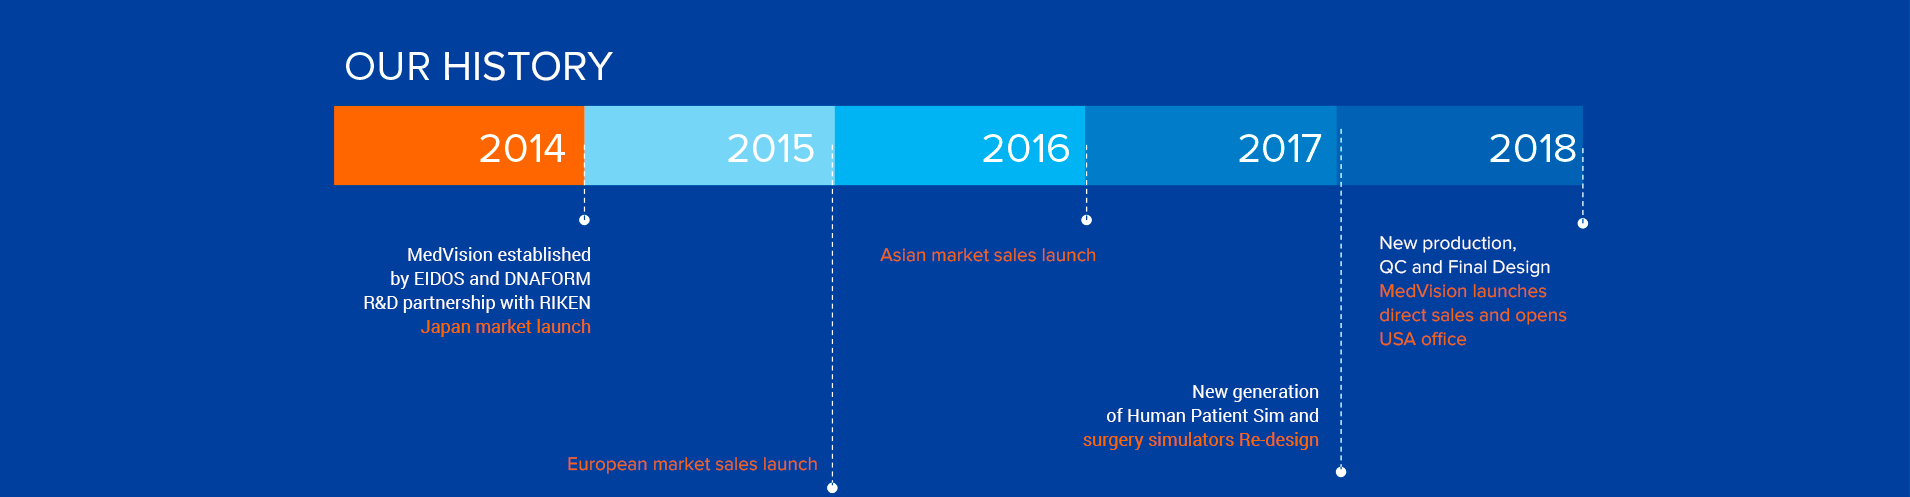 OUR HISTORY
2014
2015
2016
2017
2018
MedVision established
by EIDOS and DNAFORM
R&D partnership with RIKEN
Japan market launch
European market sales launch
Asian market sales launch
New generation
of Human Patient Sim and
surgery simulators Re-design
New production,
QC and Final Design
MedVision launches
direct sales and opens
USA office